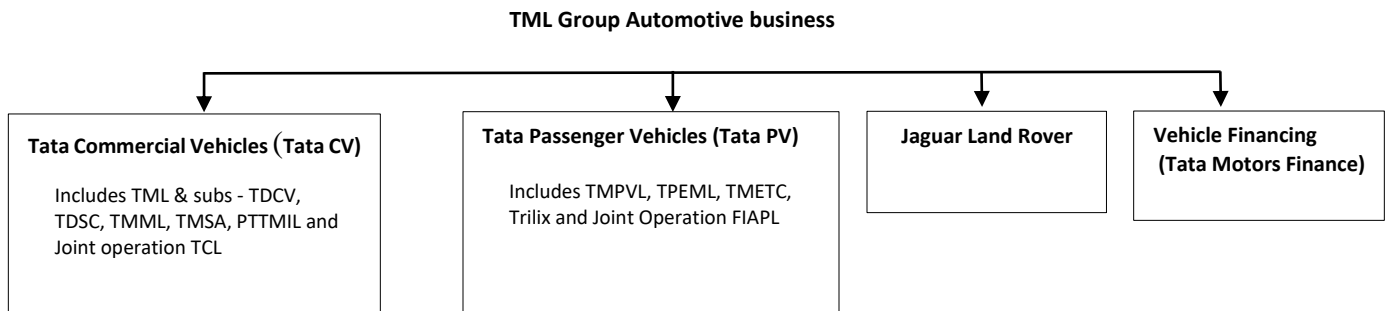 TML Group Automotive business
Tata Commercial Vehicles (Tata CV)
Includes TML & subs - TDCV,
TDSC, TMML, TMSA, PTTMIL and
Joint operation TCL
Tata Passenger Vehicles (Tata PV)
Includes TMPVL, TPEML, TMETC,
Trilix and Joint Operation FIAPL
Jaguar Land Rover
Vehicle Financing
(Tata Motors Finance)